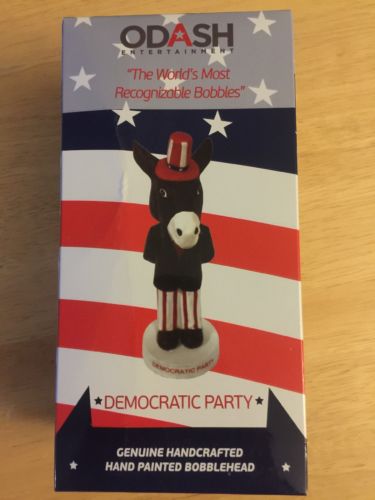 ODASH
ENTERTAINMENT
"The World's Most
Recognizable Bobbles"
DEMOCRATIC PARTY
DEMOCRATIC PARTY
GENUINE HANDCRAFTED
HAND PAINTED BOBBLEHEAD